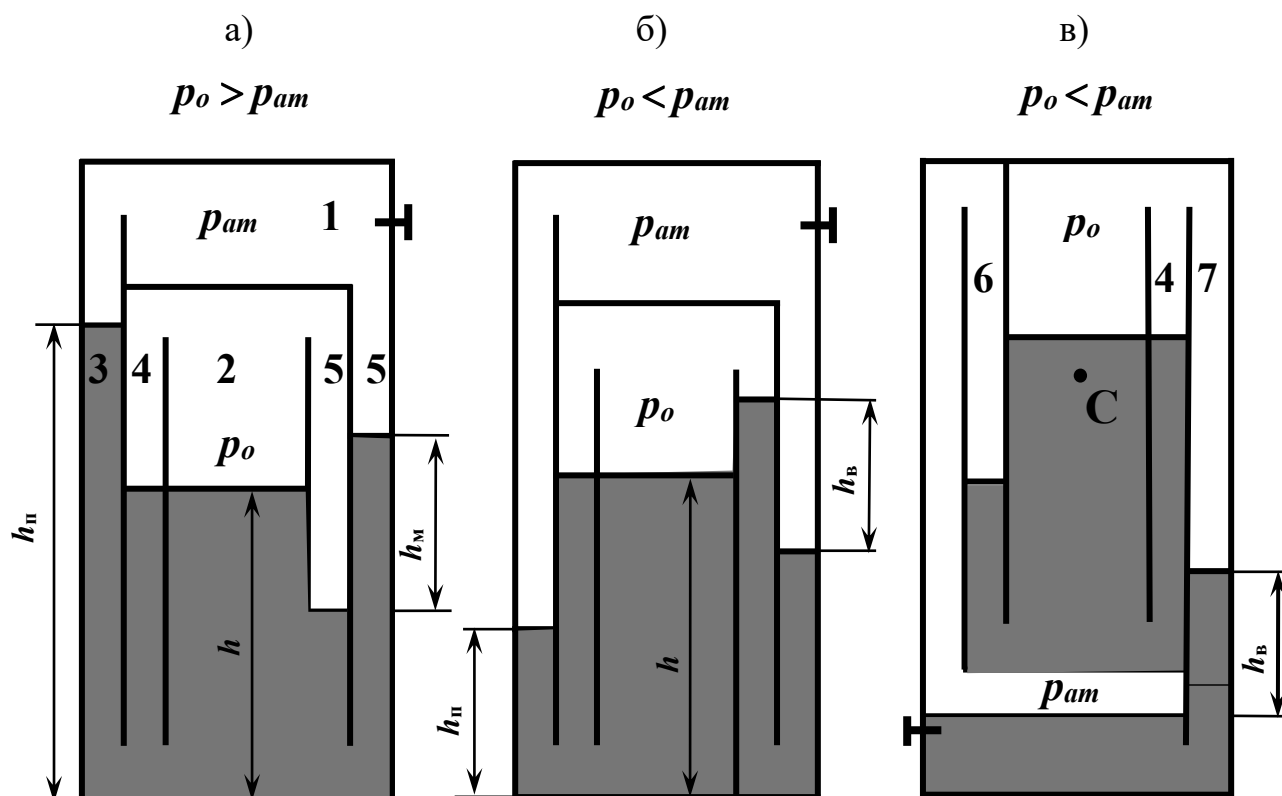 а)
б)
в)
pо > pат
pо < pат
pо < pат
pат 1
3 4 2 5 5
pо
hп
h
hм
pат
pо
hп
h
hв
pо
6 4 7
C
pат
hв